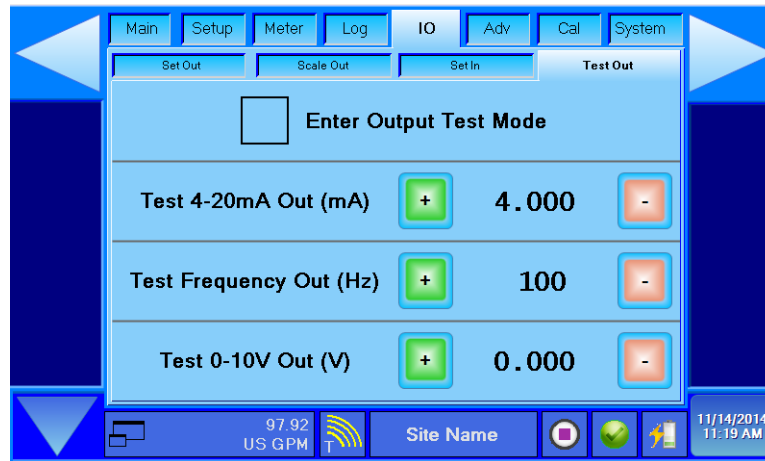 Main Setup Meter Log IO Adv Cal System
Set Out Scale Out Set In Test Out
Enter Output Test Mode
Test 4-20mA Out (mA) + 4.000 -
Test Frequency Out (Hz) + 100 -
Test 0-10V Out (V) + 0.000 -
97.92
US GPM
T
Site Name
11/14/2014
11:19 AM